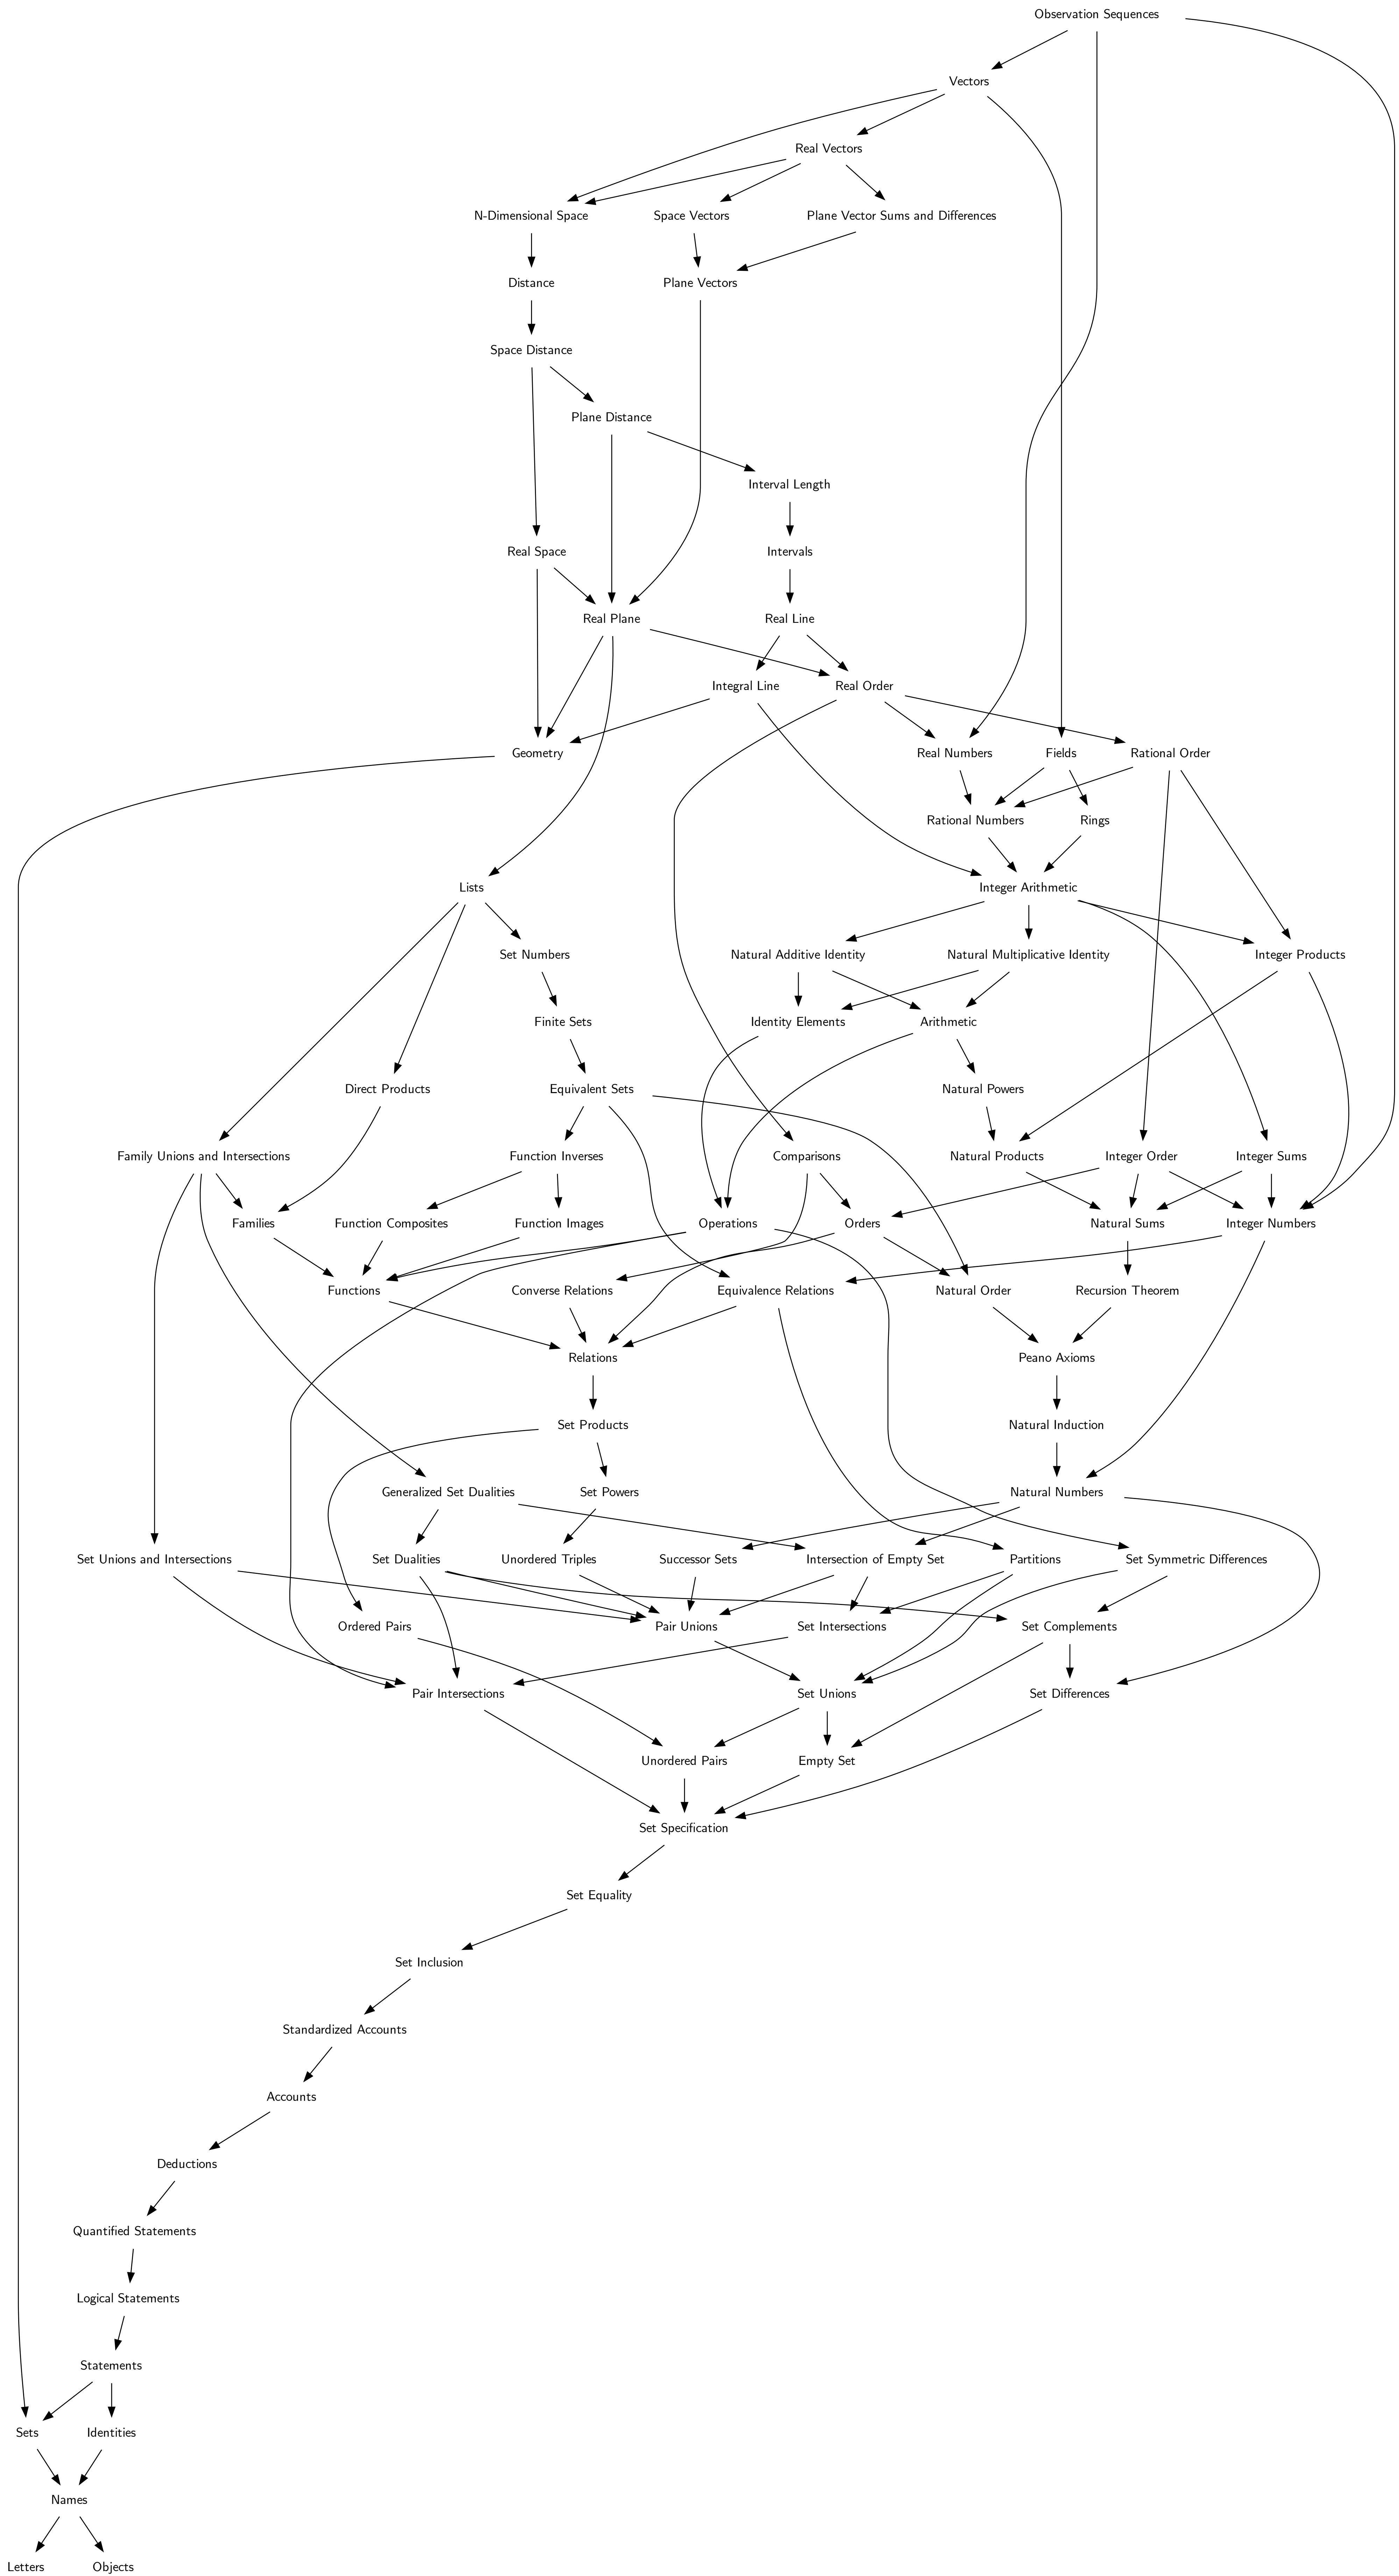 Observation Sequences
Vectors
Real Vectors
N-Dimensional Space
Space Vectors
Plane Vector Sums and Differences
Distance
Plane Vectors
Space Distance
Plane Distance
Interval Length
Real Space
Intervals
Real Plane
Real Line
Integral Line
Real Order
Geometry
Real Numbers
Fields
Rational Order
Rational Numbers
Rings
Lists
Integer Arithmetic
Set Numbers
Natural Additive Identity
Natural Multiplicative Identity
Integer Products
Finite Sets
Identity Elements
Arithmetic
Direct Products
Equivalent Sets
Natural Powers
Family Unions and Intersections
Function Inverses
Comparisons
Natural Products
Integer Order
Integer Sums
Families
Function Composites
Function Images
Operations
Orders
Natural Sums
Integer Numbers
Functions
Converse Relations
Equivalence Relations
Natural Order
Recursion Theorem
Relations
Peano Axioms
Set Products
Natural Induction
Generalized Set Dualities
Set Powers
Natural Numbers
Set Unions and Intersections
Set Dualities
Unordered Triples
Successor Sets
Intersection of Empty Set
Partitions
Set Symmetric Differences
Ordered Pairs
Pair Unions
Set Intersections
Set Complements
Pair Intersections
Set Unions
Set Differences
Unordered Pairs
Empty Set
Set Specification
Set Equality
Set Inclusion
Standardized Accounts
Accounts
Deductions
Quantified Statements
Logical Statements
Statements
Sets
Identities
Names
Letters
Objects